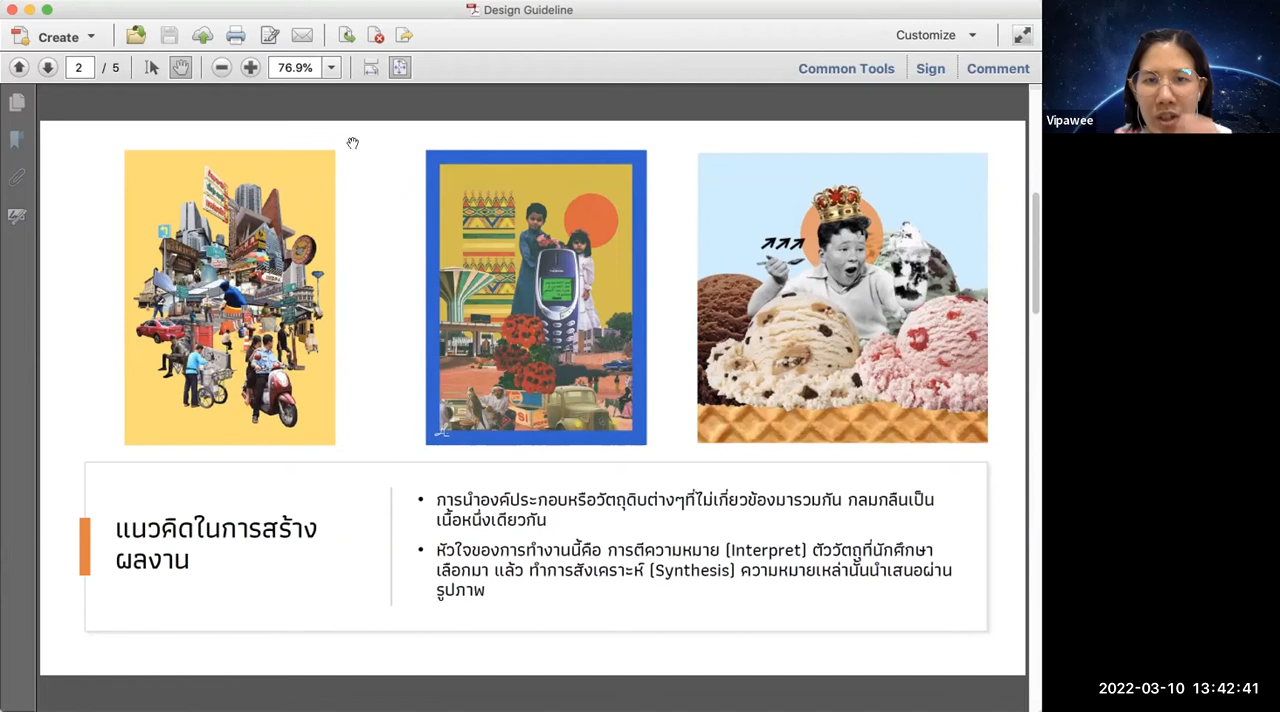 Design Guideline
Create
Customize
2 / 5
76.9%
Common Tools
Sign
Comment
Vipawee
แนวคิดในการสร้าง
ผลงาน
• การนำองค์ประกอบหรือวัตถุดิบต่างๆที่ไม่เกี่ยวข้องมารวมกัน กลมกลืนเป็น
เนื้อหนึ่งเดียวกัน
• หัวใจของการทำงานนี้คือ การตีความหมาย (Interpret) ตัววัตถุที่นักศึกษา
เลือกมา แล้ว ทำการสังเคราะห์ (Synthesis) ความหมายเหล่านั้นนำเสนอผ่าน
รูปภาพ
2022-03-10 13:42:41